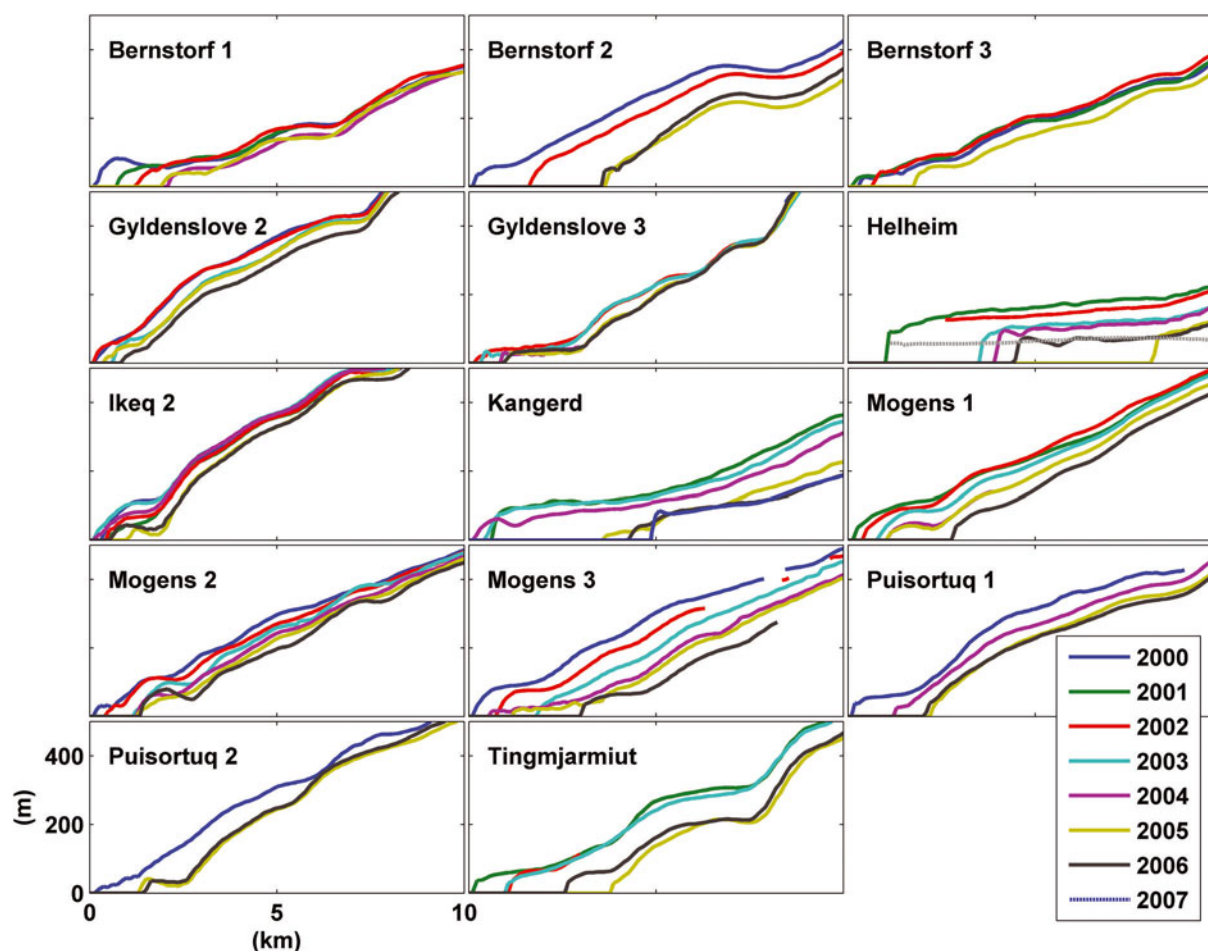 Bernstorf 1
Bernstorf 2
Bernstorf 3
Gyldenslove 2
Gyldenslove 3
Helheim
Ikeq 2
Kangerd
Mogens 1
Mogens 2
Mogens 3
Puisortuq 1
2000
2001
2002
2003
2004
2005
2006
2007
Puisortuq 2
Tingmjarmiut
400
200
0
(m)
0
5
10
(km)